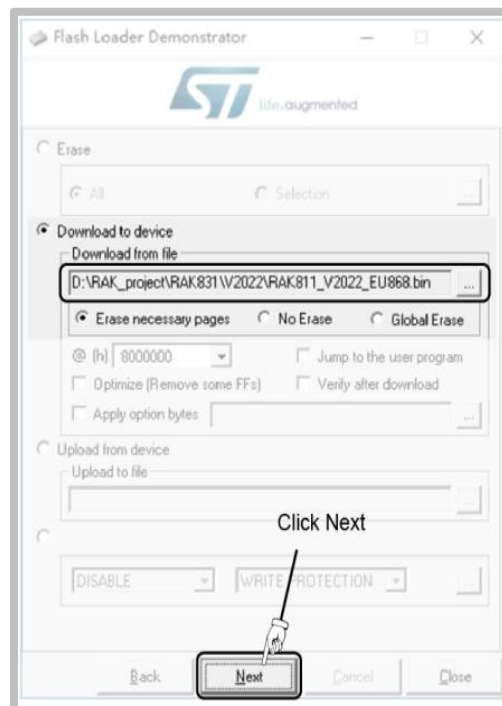 Flash Loader Demonstrator
ST life.augmented
Erase
All Selection ...
Download to device
Download from file
D:\RAK_project\RAK831\V2022\RAK811_V2022_EU868.bin ...
Erase necessary pages No Erase Global Erase
@ (h) 8000000 Jump to the user program
Optimize (Remove some FFs) Verify after download
Apply option bytes ...
Upload from device
Upload to file
...
Click Next
DISABLE WRITE PROTECTION ...
Back Next Cancel Close